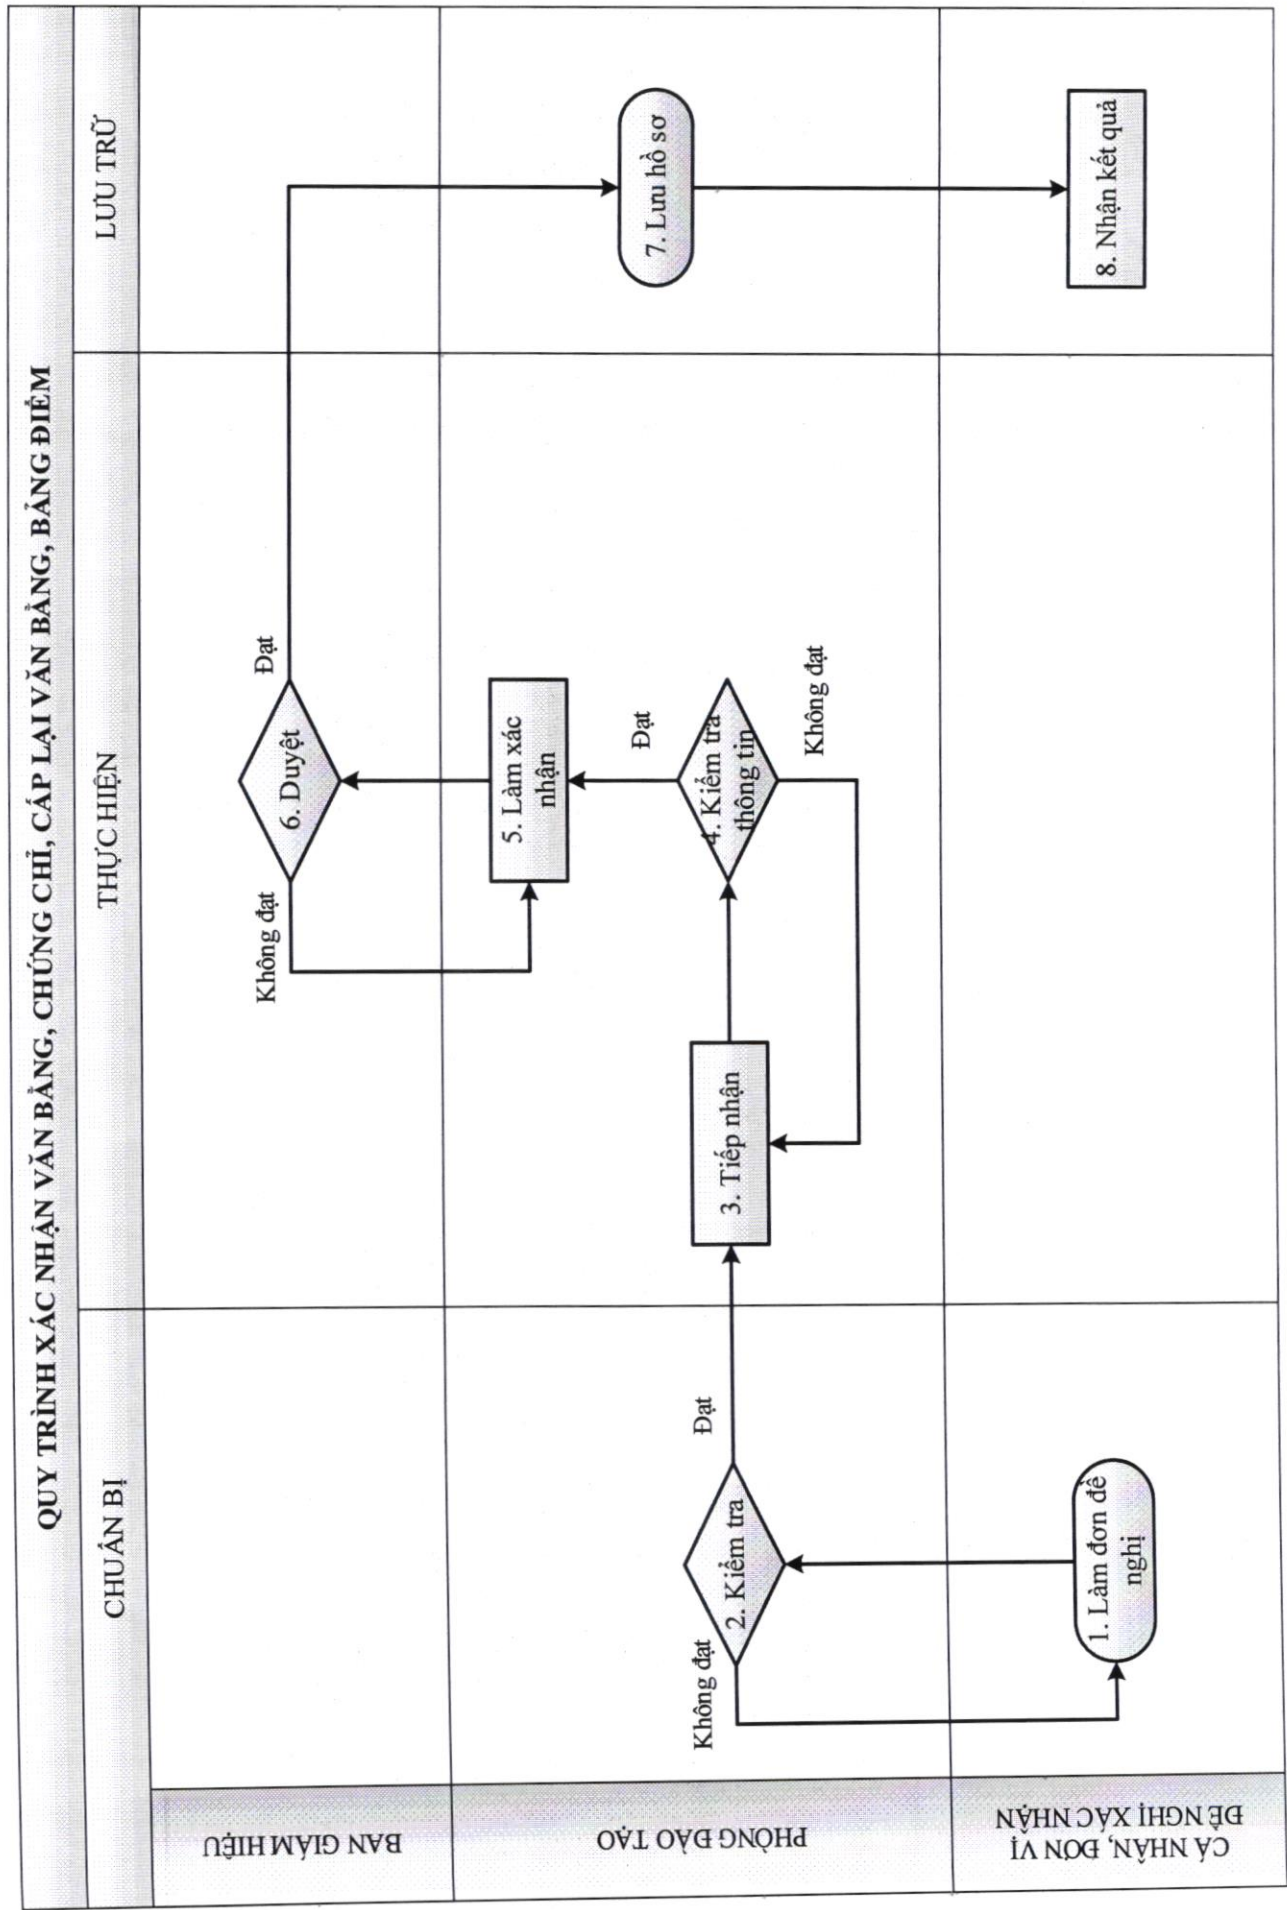 QUY TRÌNH XÁC NHẬN VĂN BẰNG, CHỨNG CHỈ, CẤP LẠI VĂN BẰNG, BẢNG ĐIỂM
CHUẨN BỊ
THỰC HIỆN
LƯU TRỮ
BAN GIÁM HIỆU
Không đạt
6. Duyệt
Đạt
PHÒNG ĐÀO TẠO
5. Làm xác
nhận
Đạt
Không đạt
2. Kiểm tra
Đạt
3. Tiếp nhận
4. Kiểm tra
thông tin
Không đạt
7. Lưu hồ sơ
CÁ NHÂN, ĐƠN VỊ
ĐỀ NGHỊ XÁC NHẬN
1. Làm đơn đề
nghị
8. Nhận kết quả